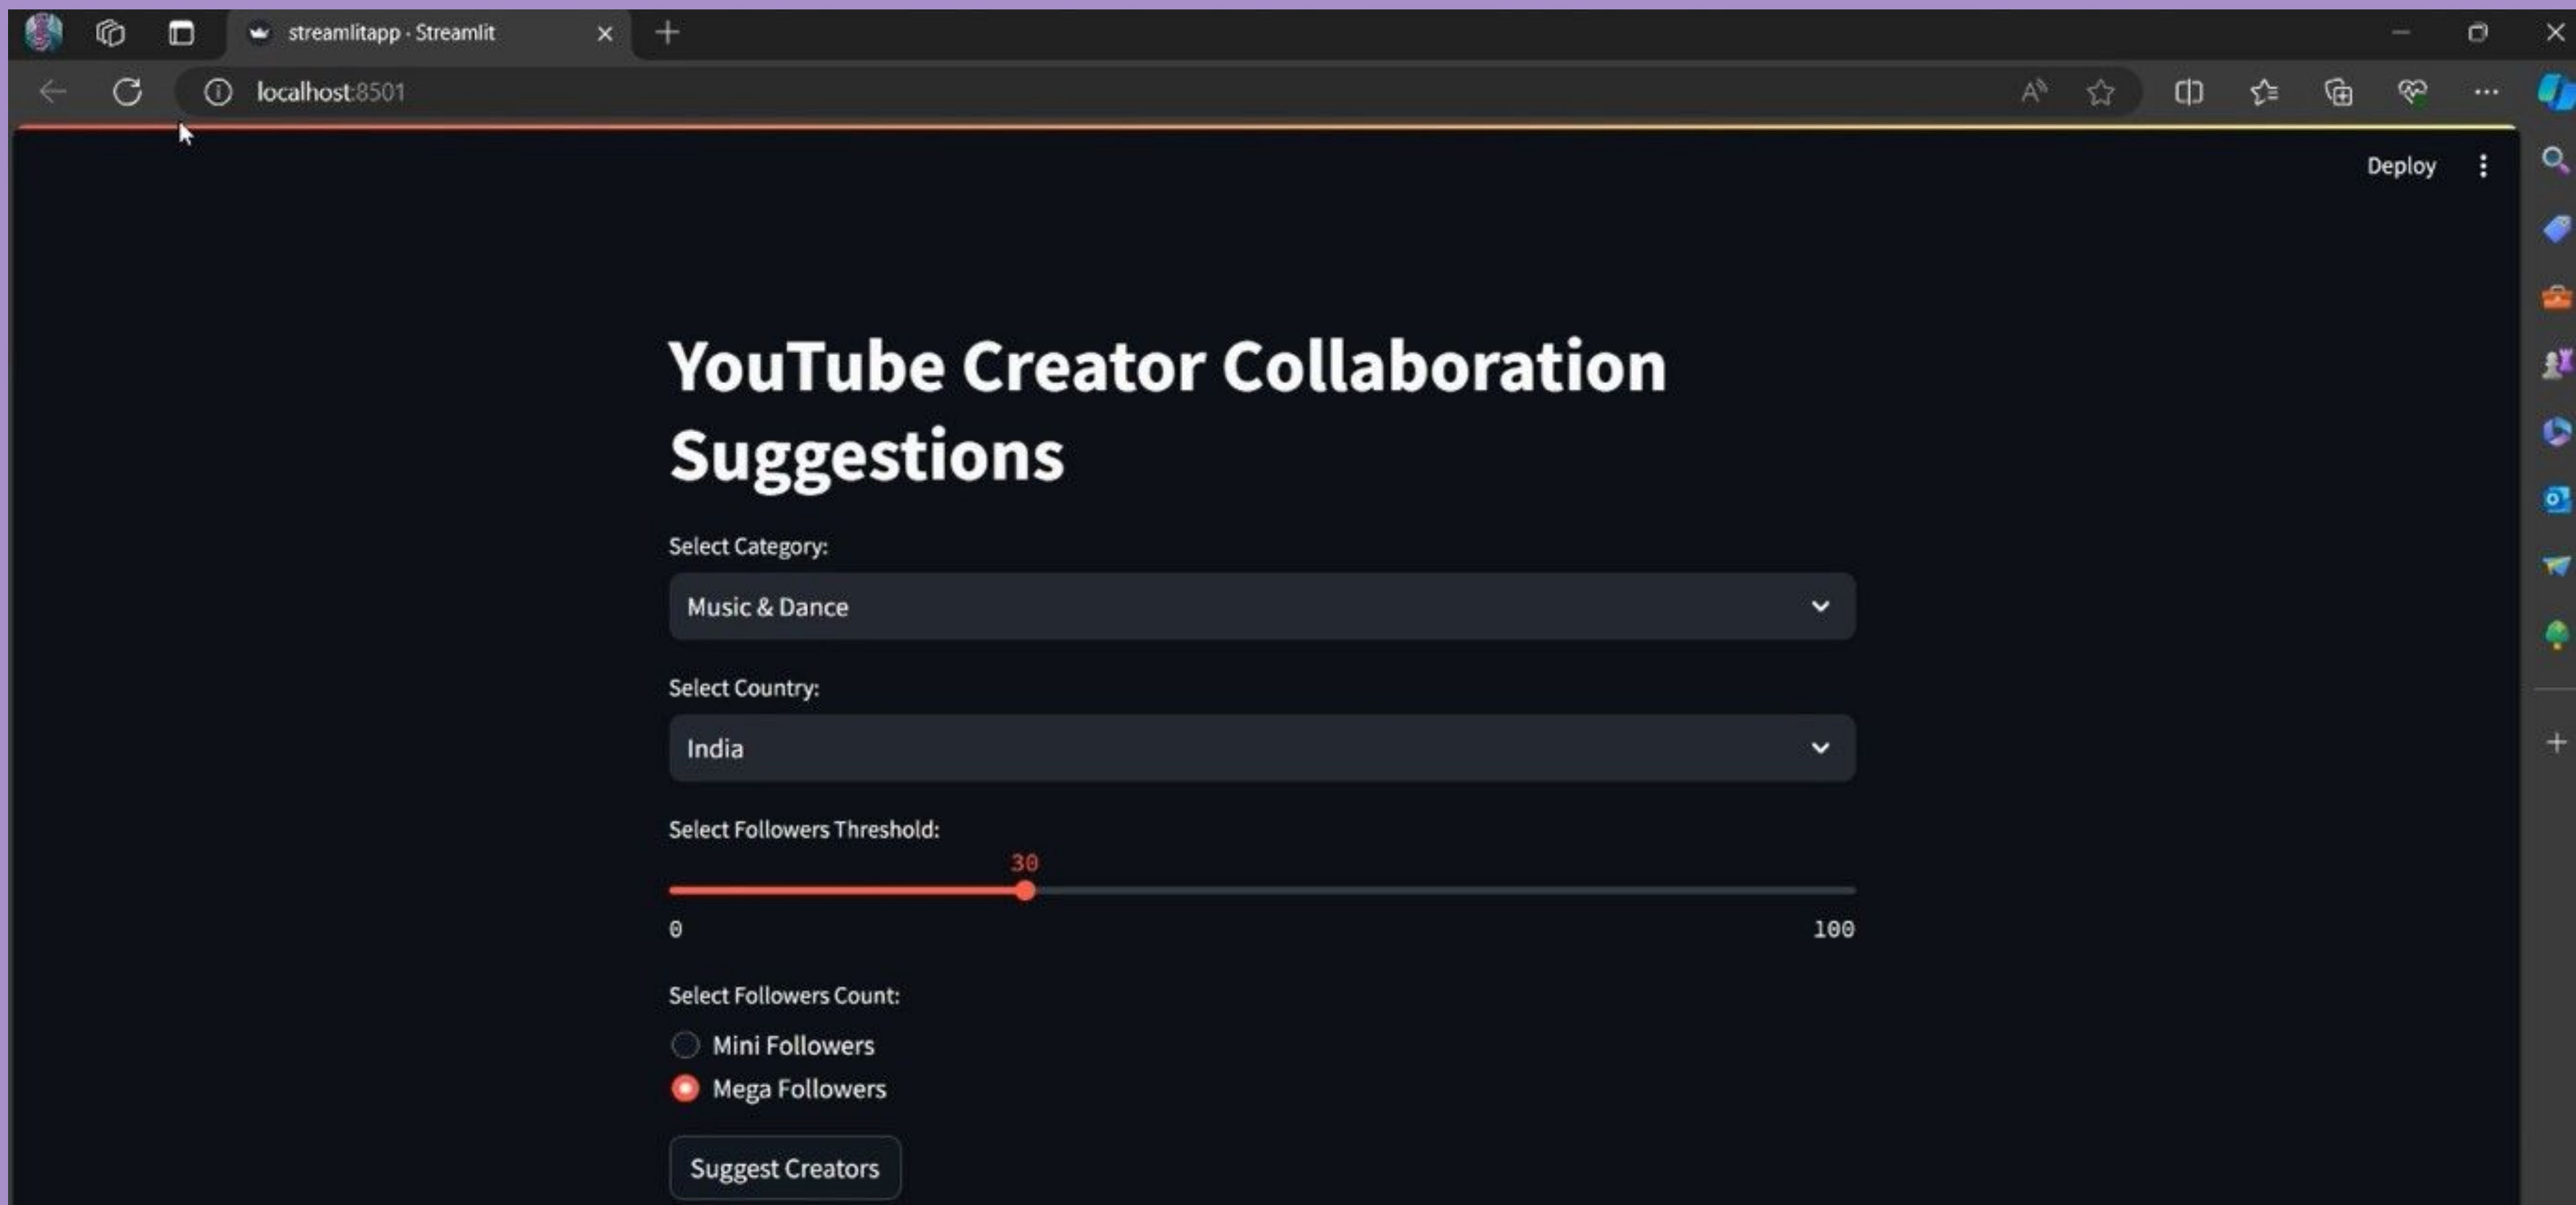 streamlitapp · Streamlit
localhost:8501
Deploy
YouTube Creator Collaboration
Suggestions
Select Category:
Music & Dance
Select Country:
India
Select Followers Threshold:
30
0 100
Select Followers Count:
Mini Followers
Mega Followers
Suggest Creators